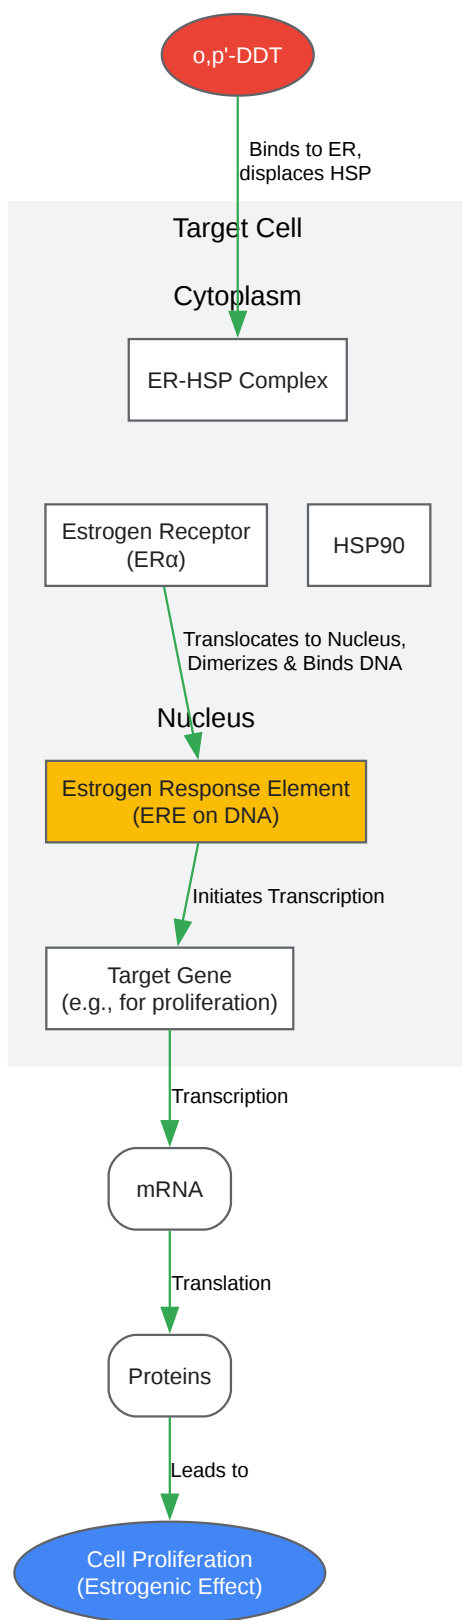 o,p'-DDT
Binds to ER,
displaces HSP
Target Cell
Cytoplasm
ER-HSP Complex
Estrogen Receptor
(ERα)
HSP90
Translocates to Nucleus,
Dimerizes & Binds DNA
Nucleus
Estrogen Response Element
(ERE on DNA)
Initiates Transcription
Target Gene
(e.g., for proliferation)
Transcription
mRNA
Translation
Proteins
Leads to
Cell Proliferation
(Estrogenic Effect)